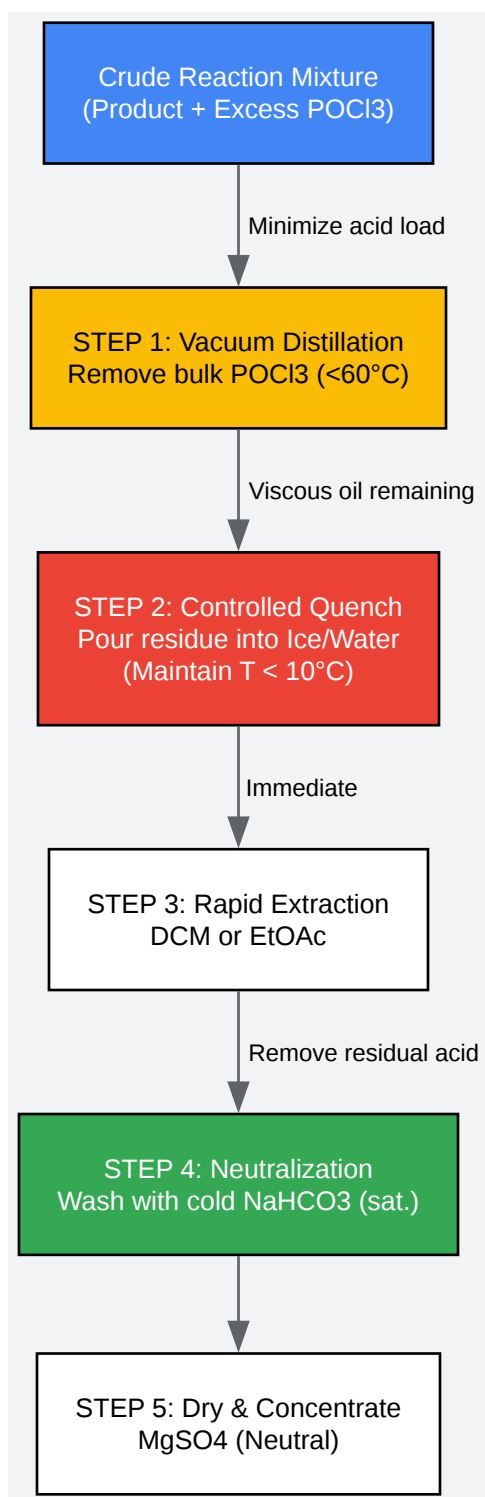 Crude Reaction Mixture
(Product + Excess POCl3)
Minimize acid load
STEP 1: Vacuum Distillation
Remove bulk POCl3 (<60°C)
Viscous oil remaining
STEP 2: Controlled Quench
Pour residue into Ice/Water
(Maintain T < 10°C)
Immediate
STEP 3: Rapid Extraction
DCM or EtOAc
Remove residual acid
STEP 4: Neutralization
Wash with cold NaHCO3 (sat.)
STEP 5: Dry & Concentrate
MgSO4 (Neutral)